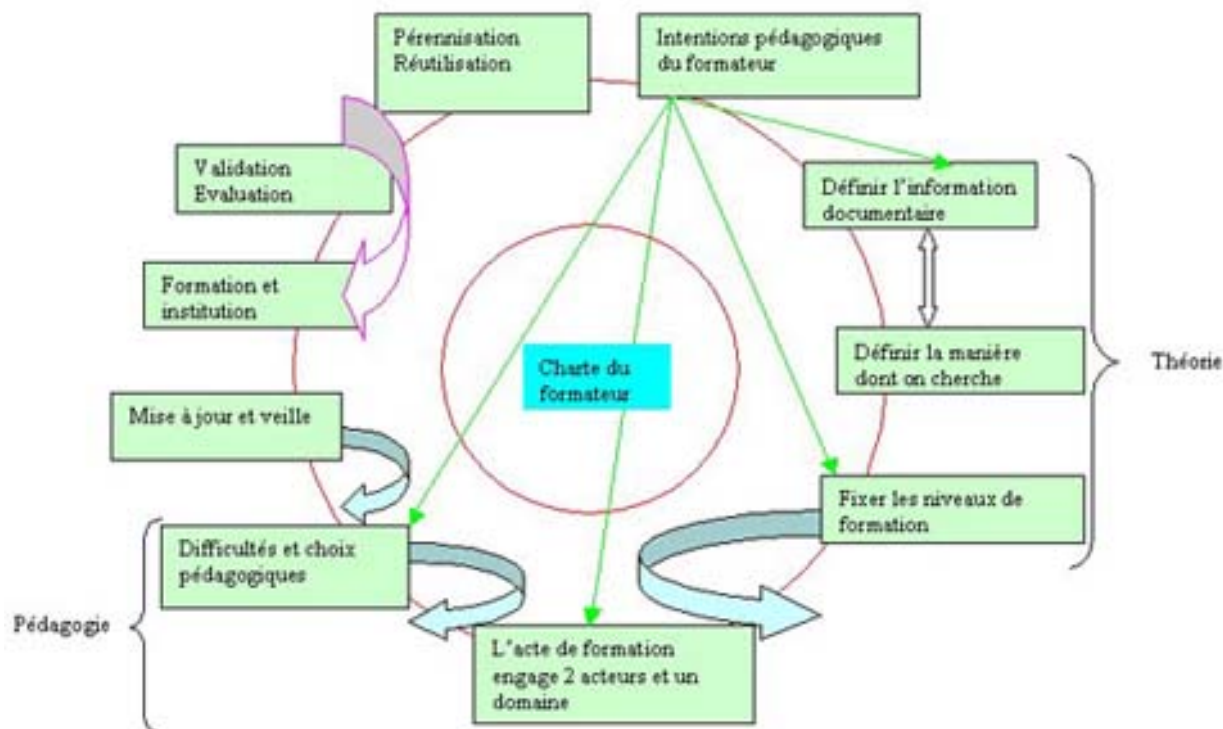 Pérennisation
Réutilisation
Intentions pédagogiques
du formateur
Validation
Evaluation
Définir l'information
documentaire
Formation et
institution
Définir la manière
dont on cherche
Théorie
Charte du
formateur
Mise à jour et veille
Fixer les niveaux de
formation
Difficultés et choix
pédagogiques
Pédagogie
L'acte de formation
engage 2 acteurs et un
domaine